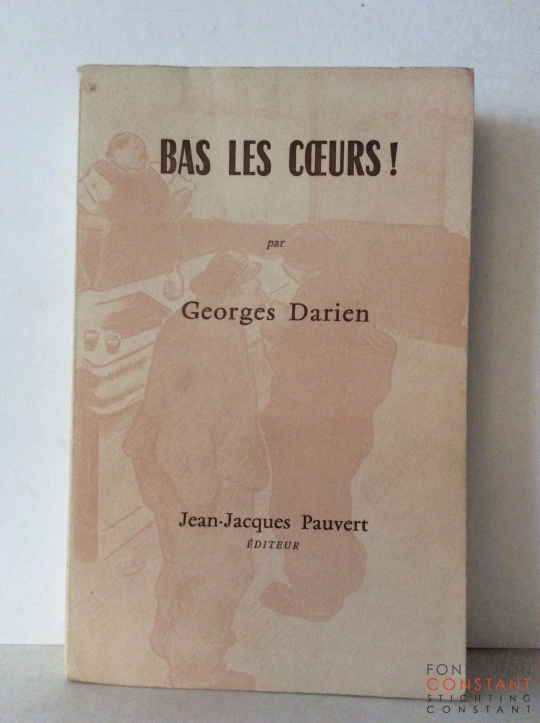 BAS LES CŒURS !
par
Georges Darien
Jean-Jacques Pauvert
ÉDITEUR
FONDATION
CONSTANT
STICHTING
CONSTANT